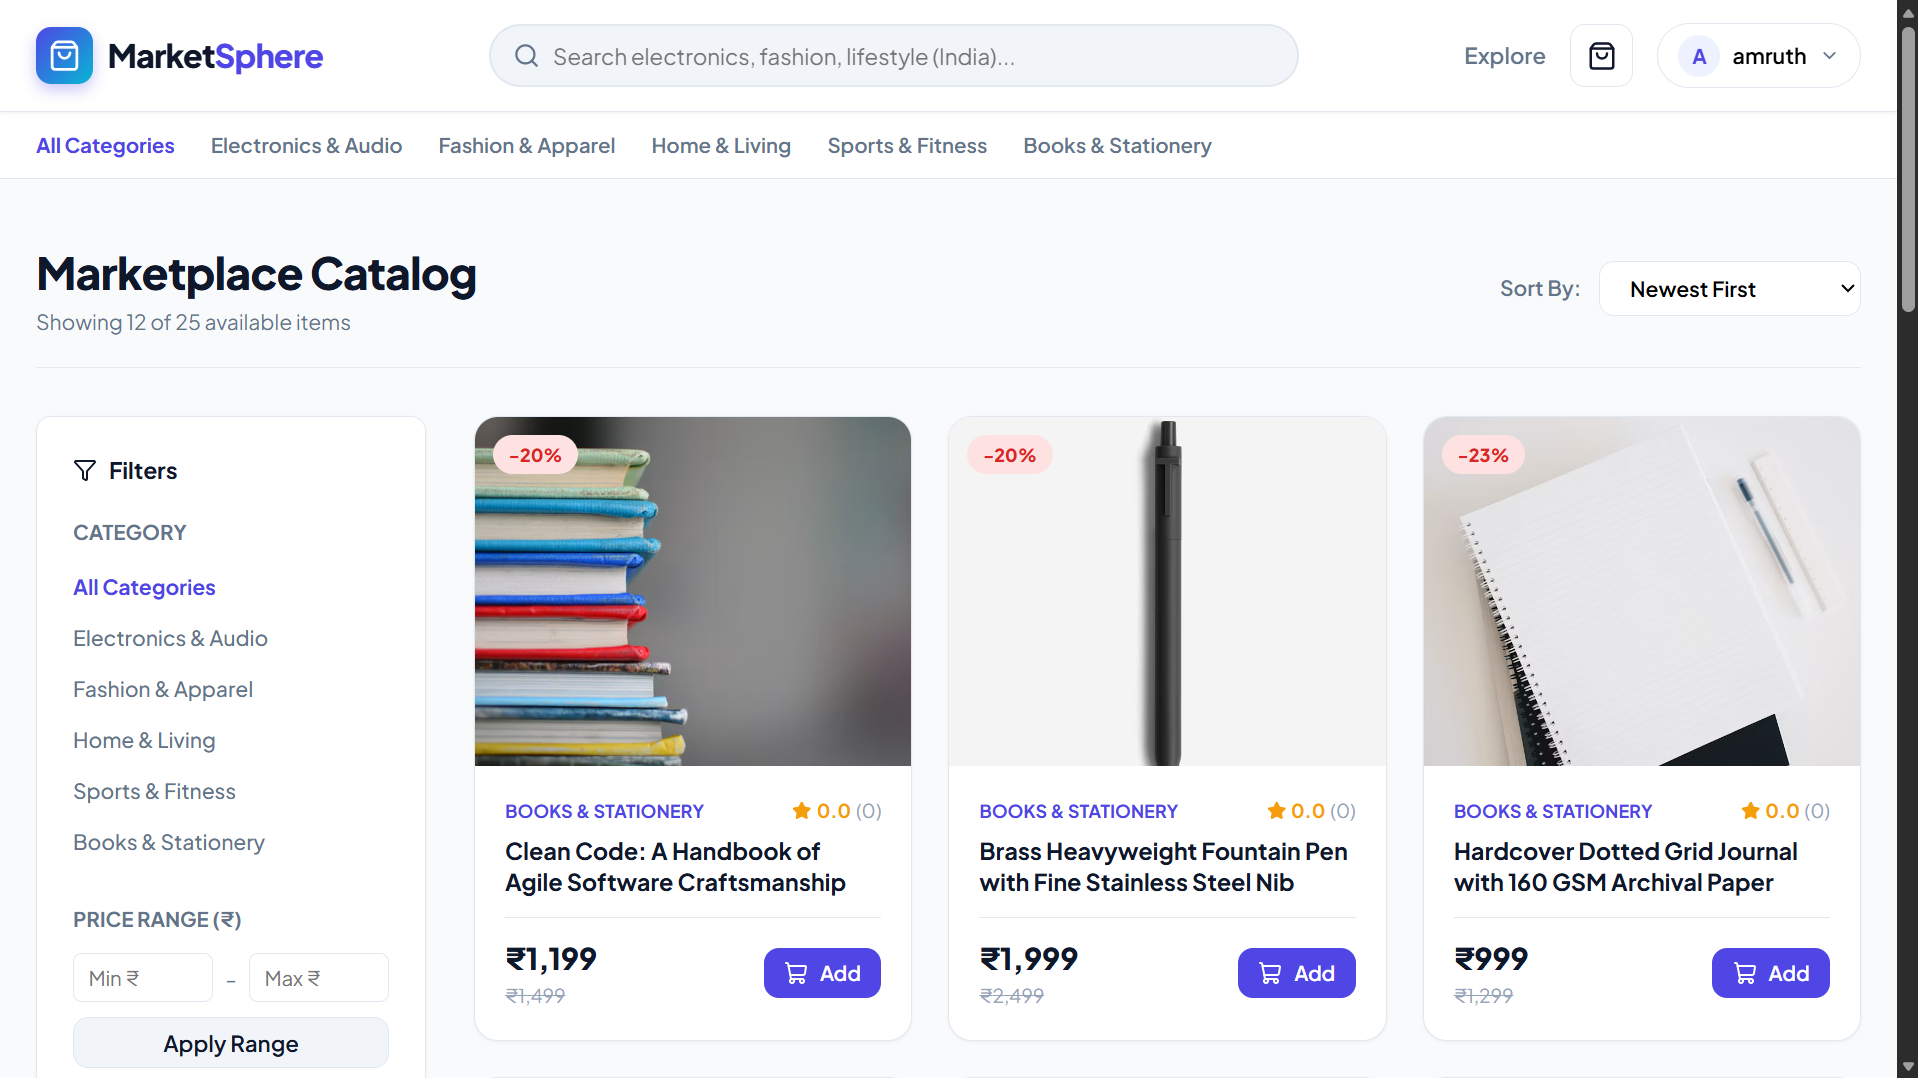 MarketSphere
Search electronics, fashion, lifestyle (India)...
Explore
A
amruth
All Categories
Electronics & Audio
Fashion & Apparel
Home & Living
Sports & Fitness
Books & Stationery
Marketplace Catalog
Showing 12 of 25 available items
Sort By:
Newest First
Filters
CATEGORY
All Categories
Electronics & Audio
Fashion & Apparel
Home & Living
Sports & Fitness
Books & Stationery
PRICE RANGE (₹)
Min ₹
–
Max ₹
Apply Range
-20%
BOOKS & STATIONERY
0.0 (0)
Clean Code: A Handbook of
Agile Software Craftsmanship
₹1,199
₹1,499
Add
-20%
BOOKS & STATIONERY
0.0 (0)
Brass Heavyweight Fountain Pen
with Fine Stainless Steel Nib
₹1,999
₹2,499
Add
-23%
BOOKS & STATIONERY
0.0 (0)
Hardcover Dotted Grid Journal
with 160 GSM Archival Paper
₹999
₹1,299
Add